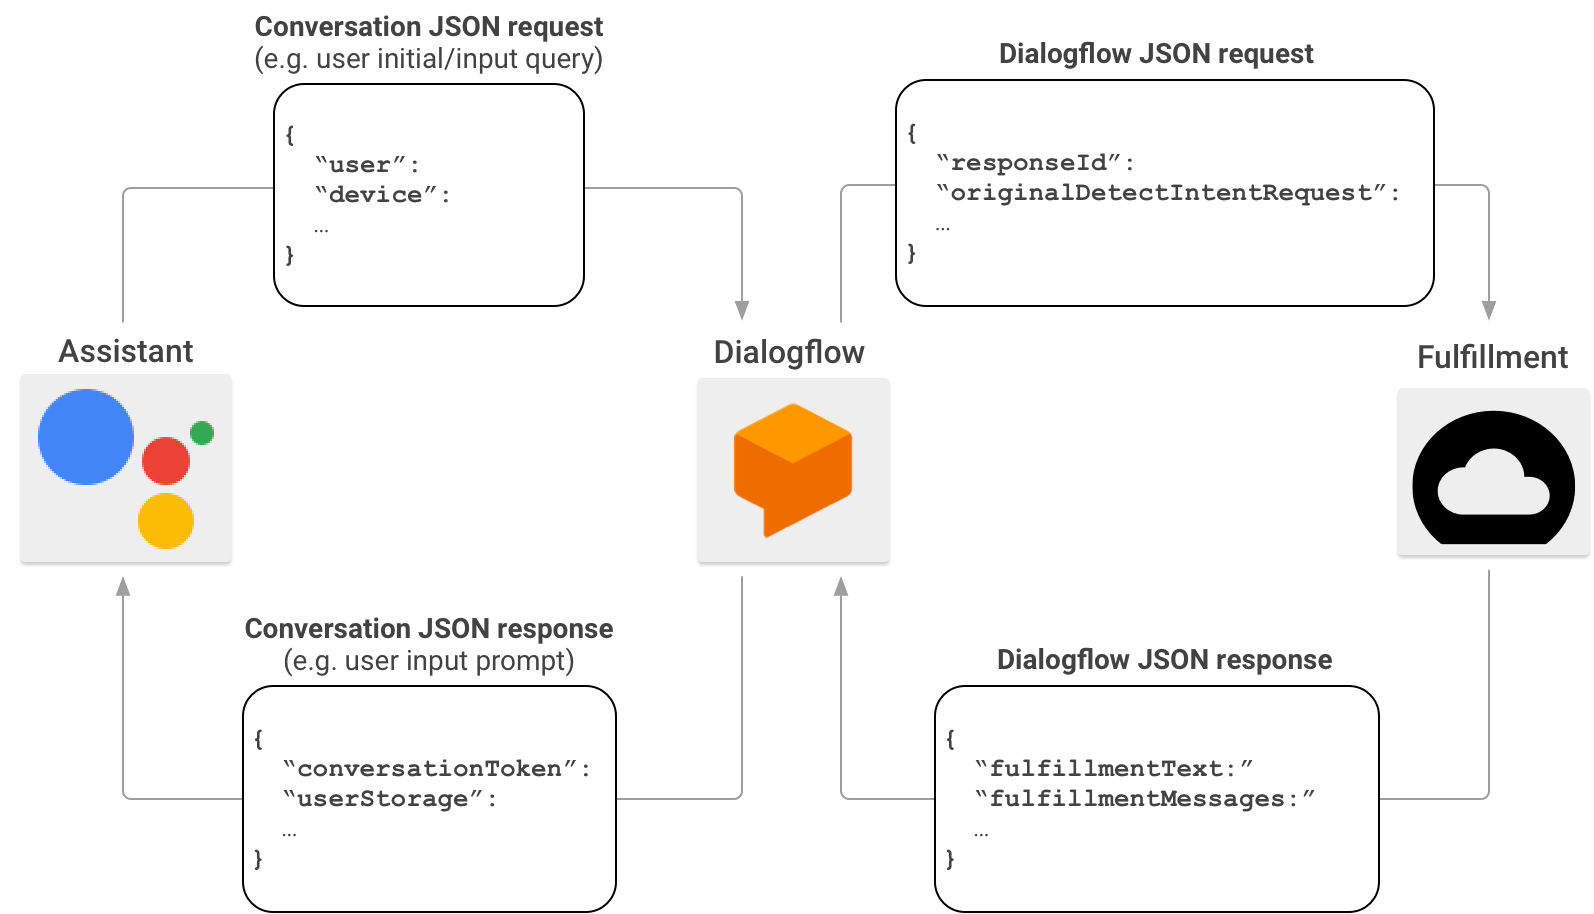 Conversation JSON request
(e.g. user initial/input query)
{
“user”:
“device”:
...
}
Dialogflow JSON request
{
“responseId”:
“originalDetectIntentRequest”:
...
}
Assistant
Dialogflow
Fulfillment
Conversation JSON response
(e.g. user input prompt)
{
“conversationToken”:
“userStorage”:
...
}
Dialogflow JSON response
{
“fulfillmentText:”
“fulfillmentMessages:”
...
}